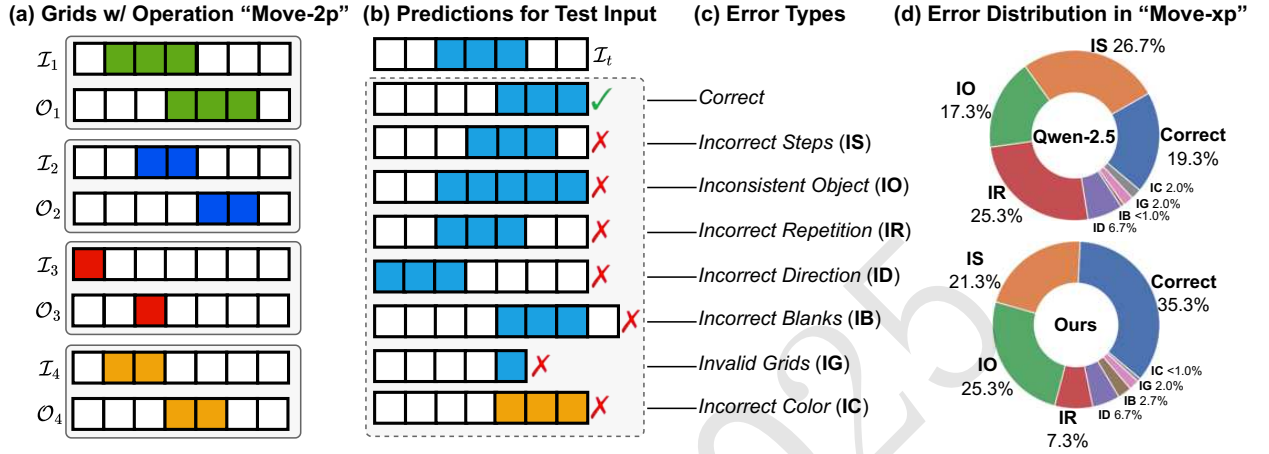 (a) Grids w/ Operation “Move-2p”
(b) Predictions for Test Input
(c) Error Types
(d) Error Distribution in “Move-xp”
I1
O1
I2
O2
I3
O3
I4
O4
It
✓
✗
✗
✗
✗
✗
✗
✗
Correct
Incorrect Steps (IS)
Inconsistent Object (IO)
Incorrect Repetition (IR)
Incorrect Direction (ID)
Incorrect Blanks (IB)
Invalid Grids (IG)
Incorrect Color (IC)
IS 26.7%
IO
17.3%
Qwen-2.5
Correct
19.3%
IR
25.3%
IC 2.0%
IG 2.0%
IB <1.0%
ID 6.7%
IS
21.3%
Correct
35.3%
Ours
IO
25.3%
IC <1.0%
IG 2.0%
IB 2.7%
ID 6.7%
IR
7.3%
2025